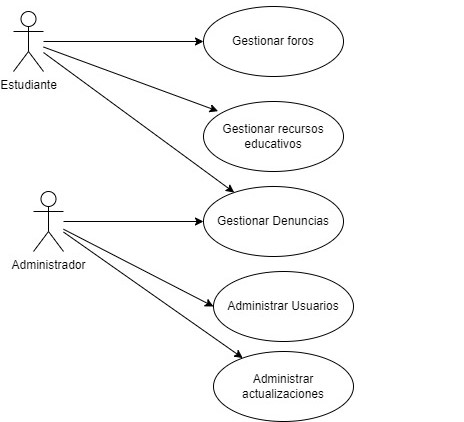 Gestionar foros
Estudiante
Gestionar recursos
educativos
Gestionar Denuncias
Administrador
Administrar Usuarios
Administrar
actualizaciones